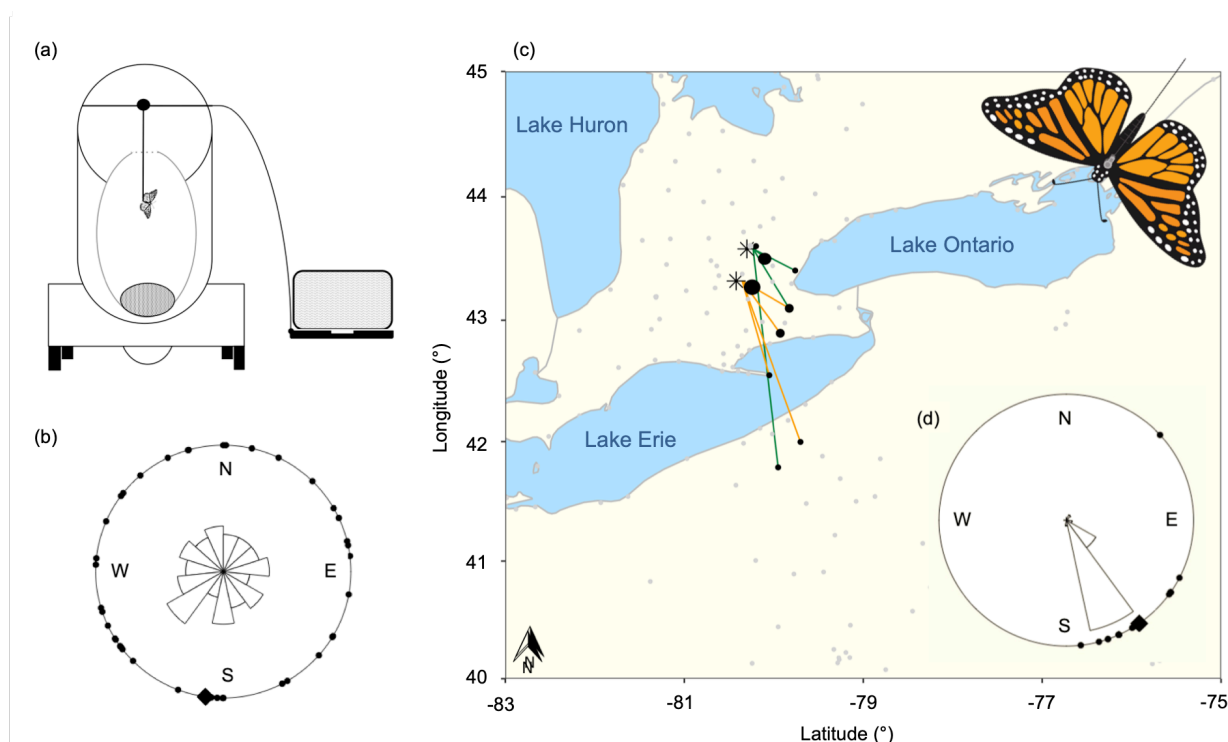 (a)
(b)
N
W
E
S
(c)
Lake Huron
Lake Ontario
Lake Erie
45
44
43
42
41
40
Longitude (°)
-83
-81
-79
-77
-75
Latitude (°)
N
N
(d)
N
W
E
S